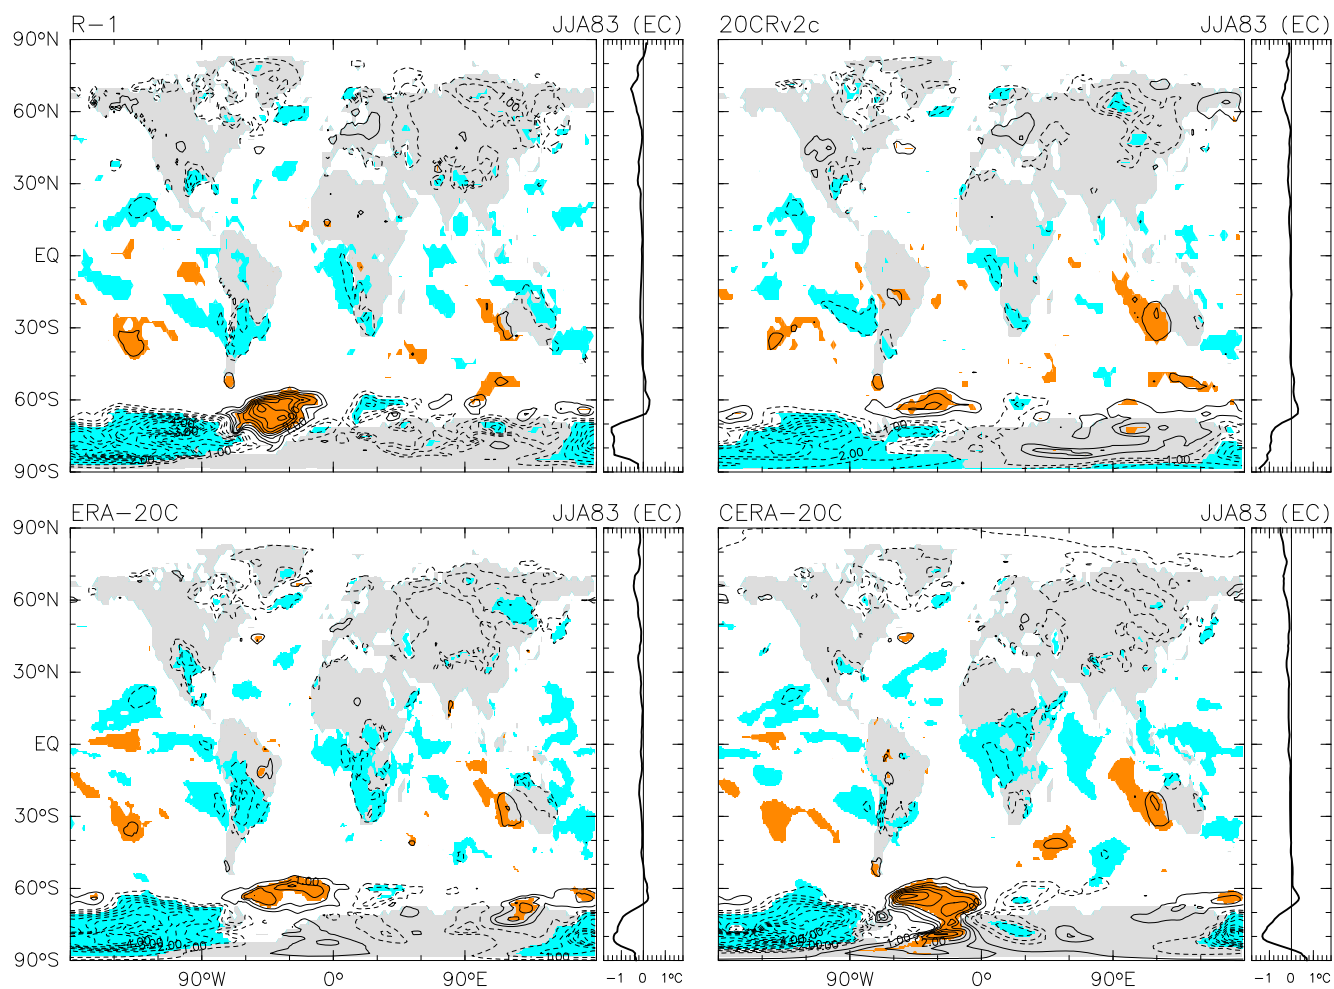 R-1 JJA83 (EC) 20CRv2c JJA83 (EC)
90°N
60°N
30°N
EQ
30°S
60°S
90°S
ERA-20C JJA83 (EC) CERA-20C JJA83 (EC)
90°N
60°N
30°N
EQ
30°S
60°S
90°S
90°W 0° 90°E -1 0 1°C 90°W 0° 90°E -1 0 1°C